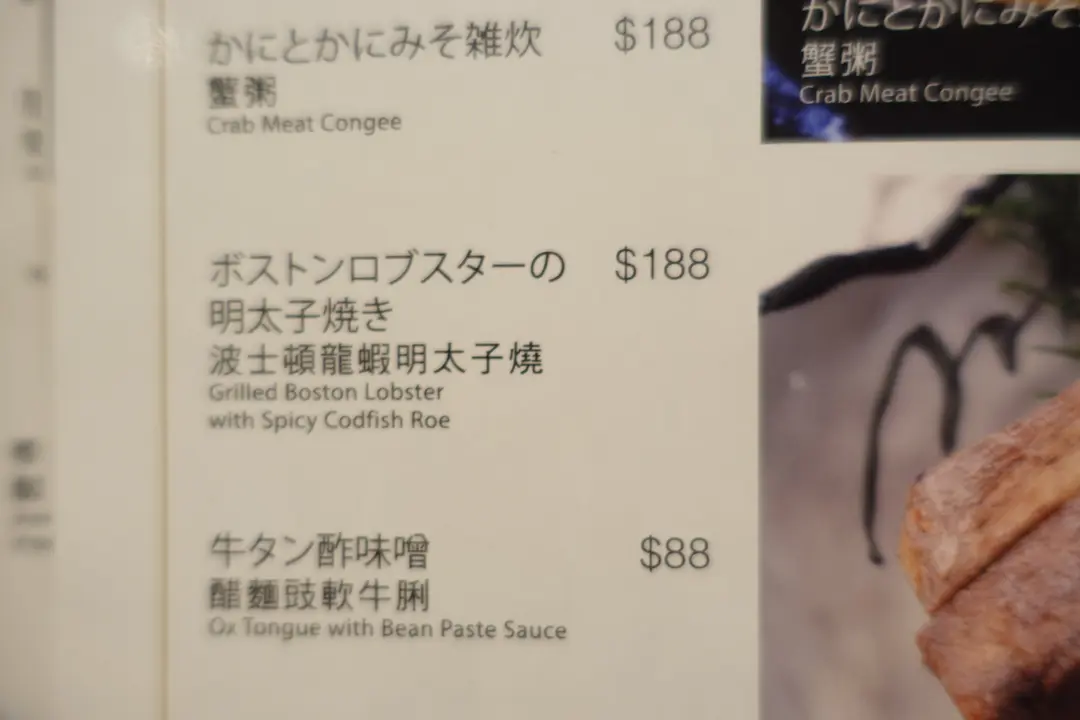 かにとかにみそ雑炊 $188
蟹粥
Crab Meat Congee
ボストンロブスターの $188
明太子焼き
波士頓龍蝦明太子燒
Grilled Boston Lobster
with Spicy Codfish Roe
牛タン酢味噌 $88
醋麵豉軟牛脷
Ox Tongue with Bean Paste Sauce
かにとかにみそ
蟹粥
Crab Meat Congee